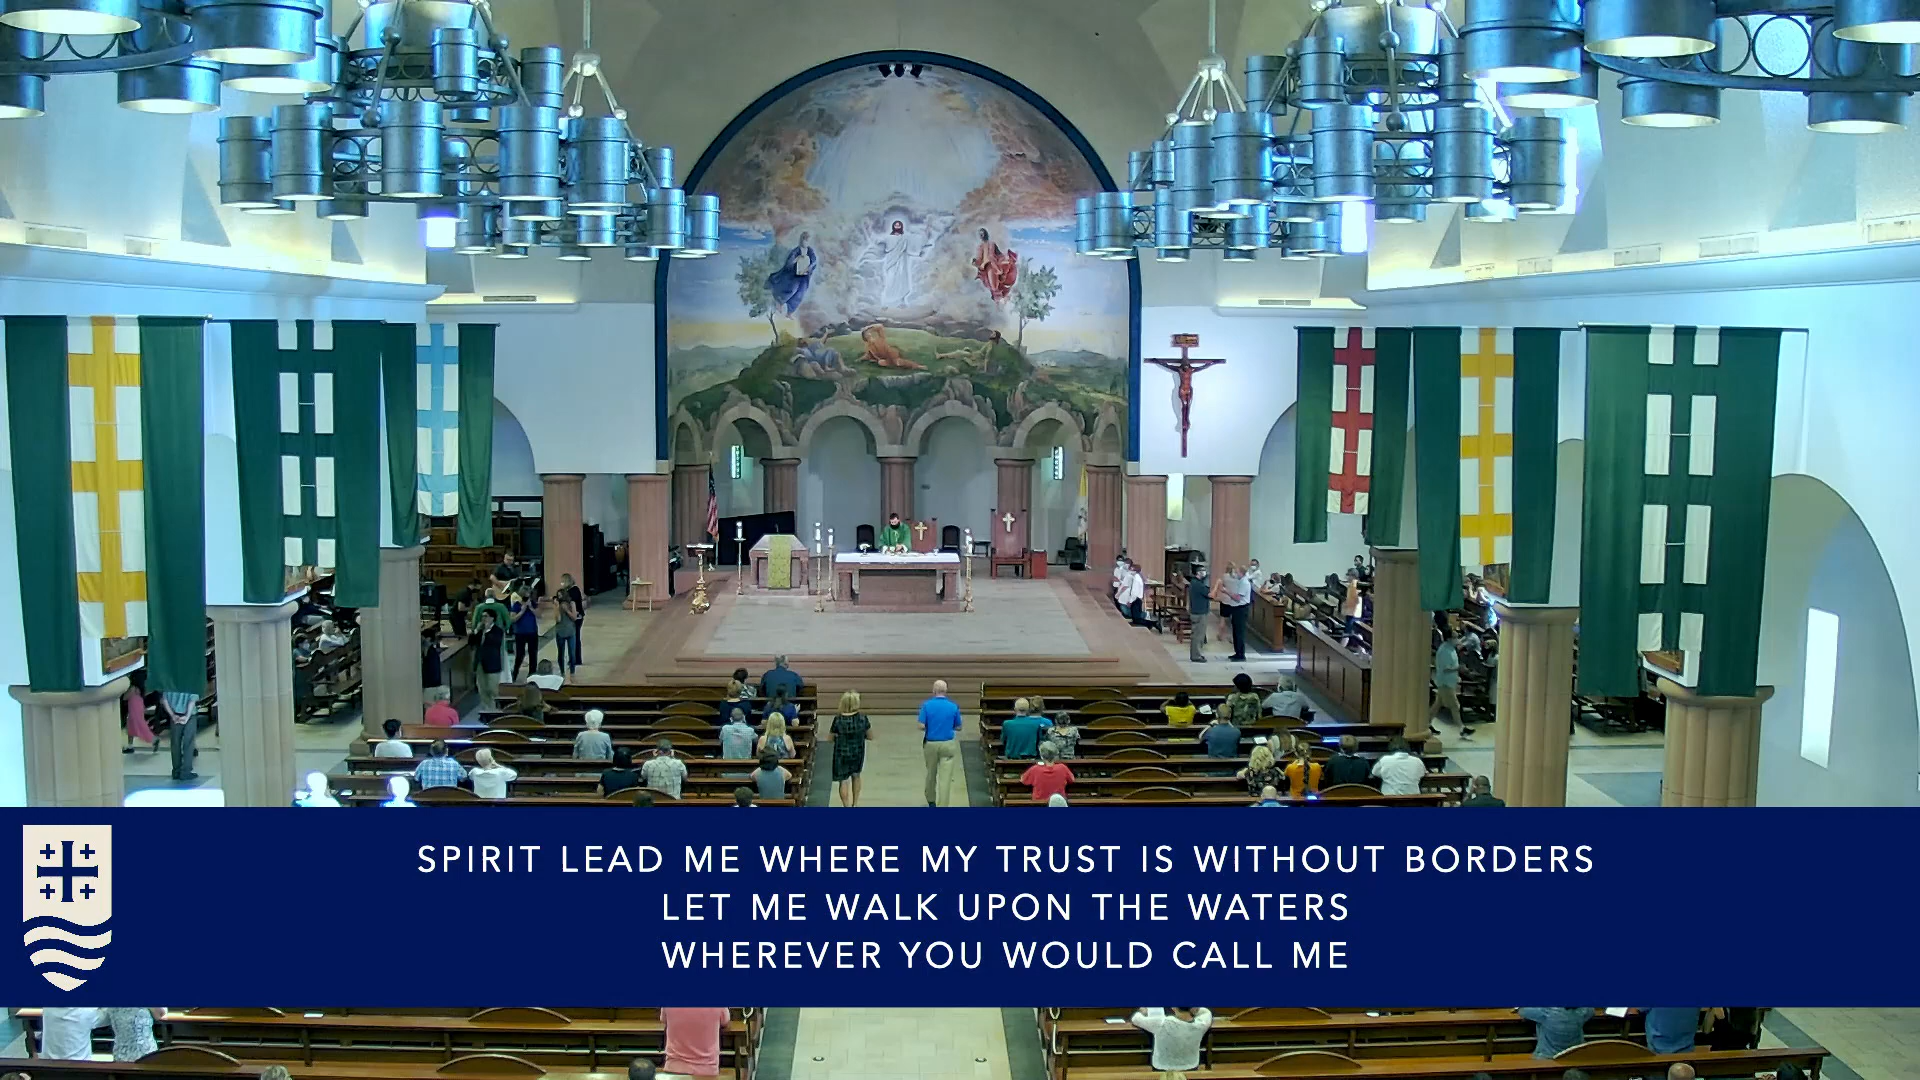 SPIRIT LEAD ME WHERE MY TRUST IS WITHOUT BORDERS
LET ME WALK UPON THE WATERS
WHEREVER YOU WOULD CALL ME